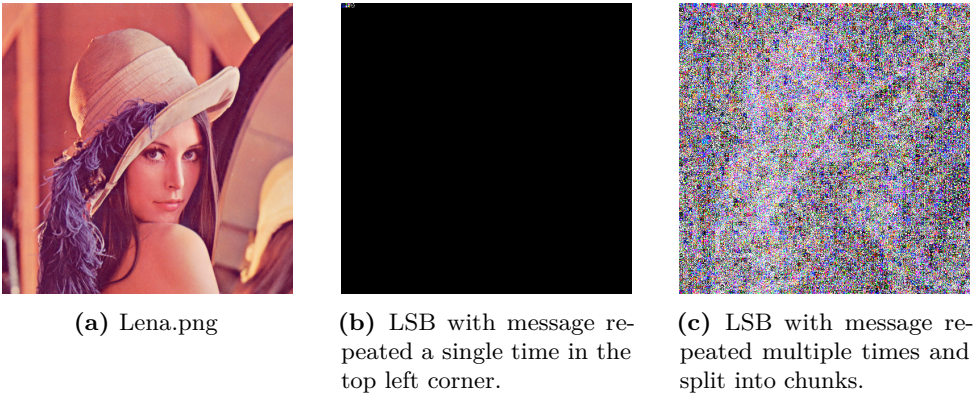 (a) Lena.png
(b) LSB with message re-
peated a single time in the
top left corner.
(c) LSB with message re-
peated multiple times and
split into chunks.